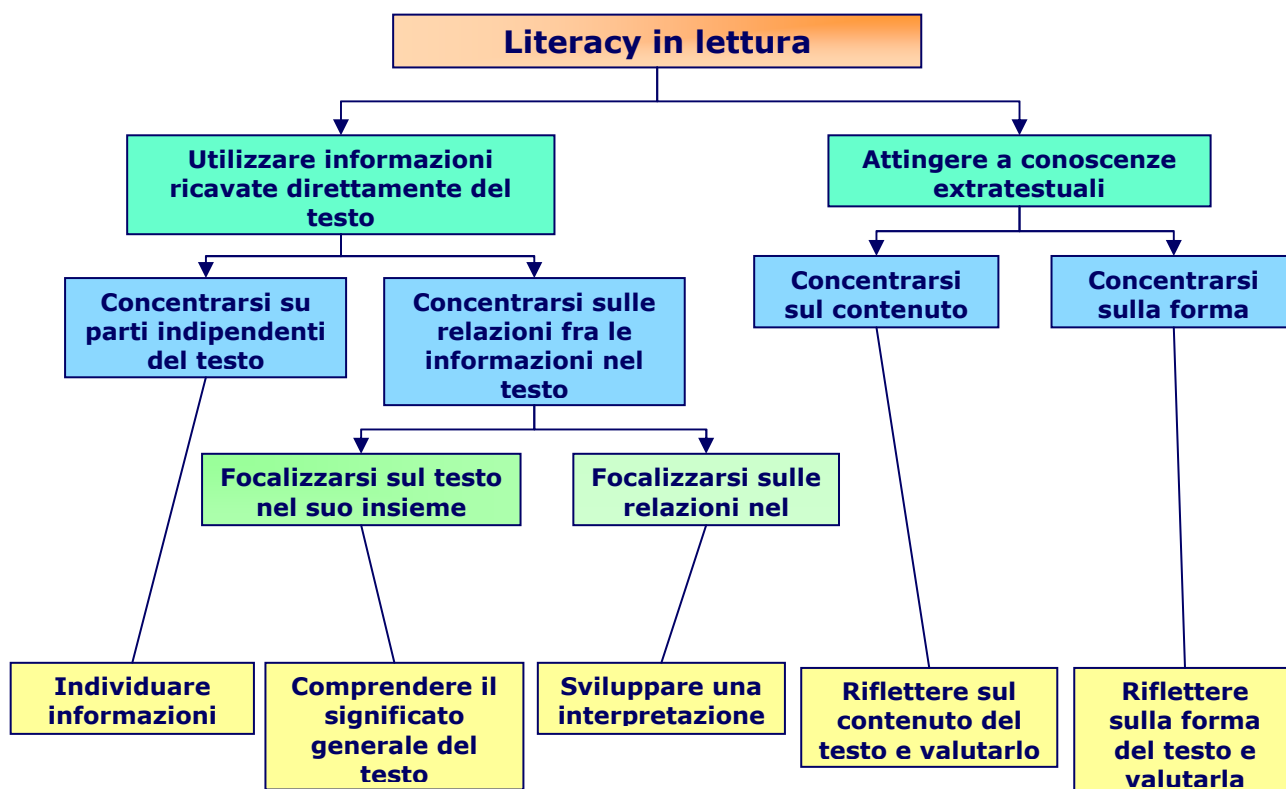 Literacy in lettura
Utilizzare informazioni
ricavate direttamente del
testo
Attingere a conoscenze
extratestuali
Concentrarsi su
parti indipendenti
del testo
Concentrarsi sulle
relazioni fra le
informazioni nel
testo
Concentrarsi
sul contenuto
Concentrarsi
sulla forma
Focalizzarsi sul testo
nel suo insieme
Focalizzarsi sulle
relazioni nel
Individuare
informazioni
Comprendere il
significato
generale del
testo
Sviluppare una
interpretazione
Riflettere sul
contenuto del
testo e valutarlo
Riflettere
sulla forma
del testo e
valutarla